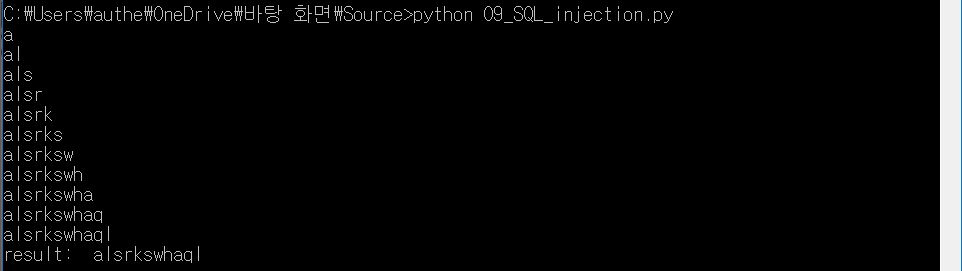 C:\Users\authe\OneDrive\바탕 화면\Source>python 09_SQL_injection.py
a
al
als
alsr
alsrk
alsrks
alsrksw
alsrkswh
alsrkswha
alsrkswhaq
alsrkswhaql
result:  alsrkswhaql